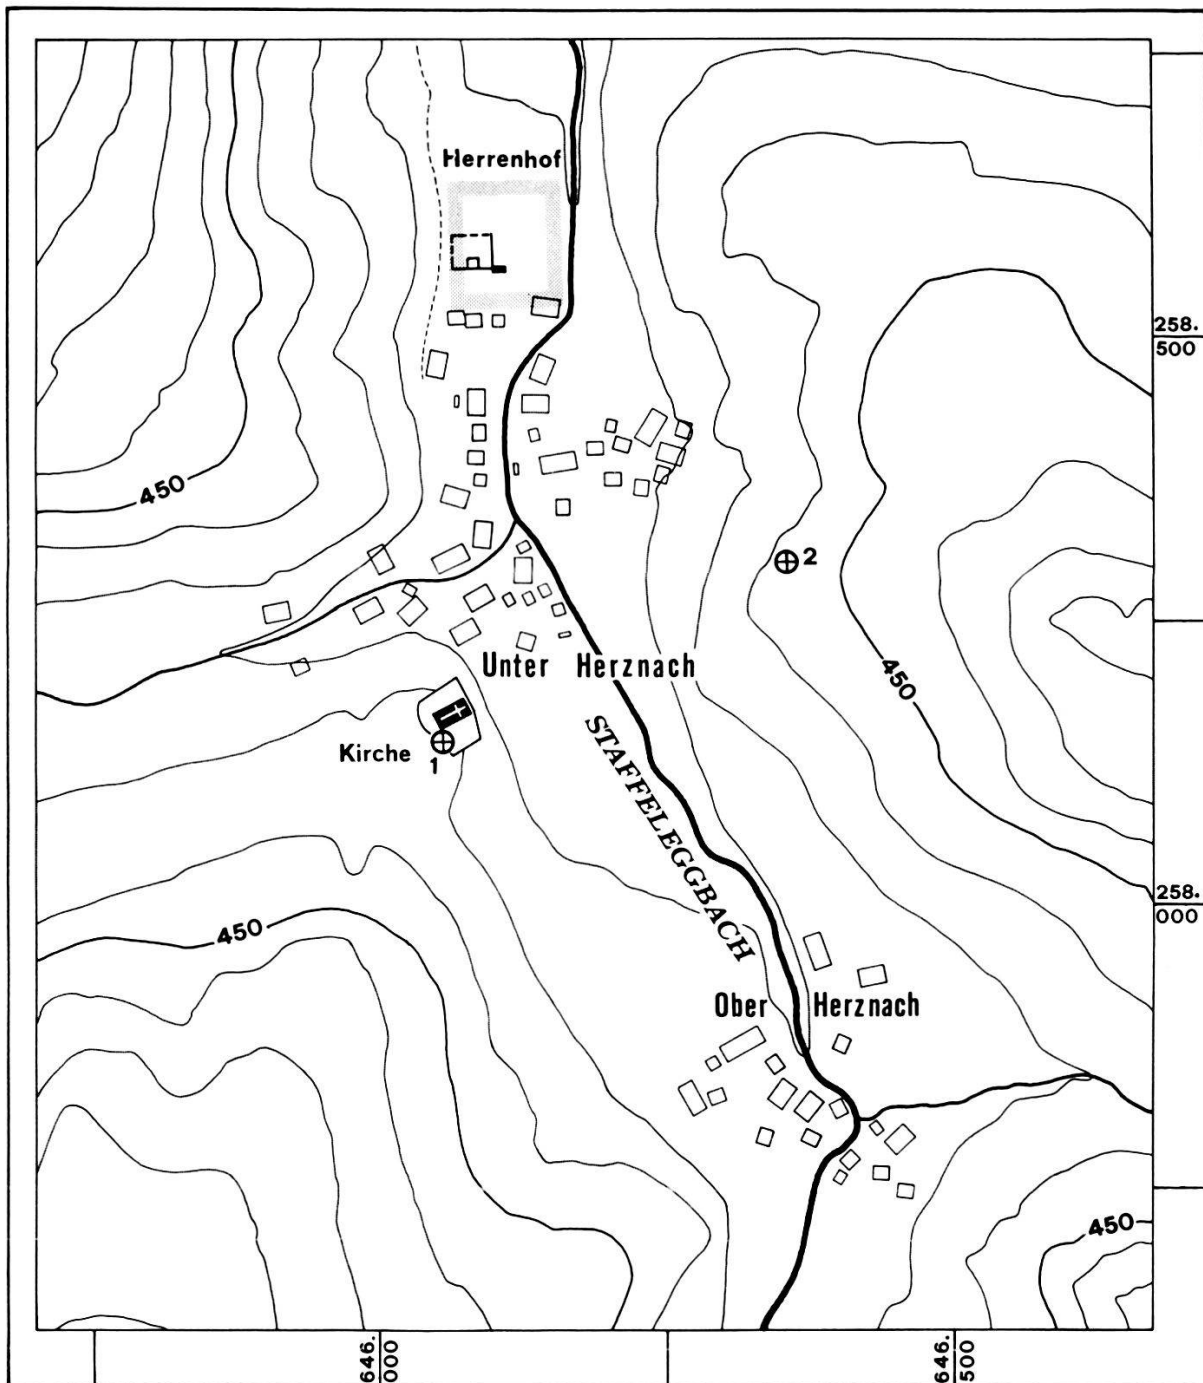 Herrenhof
258.
500
450
2
Unter Herznach
450
Kirche
1
STAFFELEGGBACH
258.
000
450
Ober Herznach
450
646.
000
646.
500